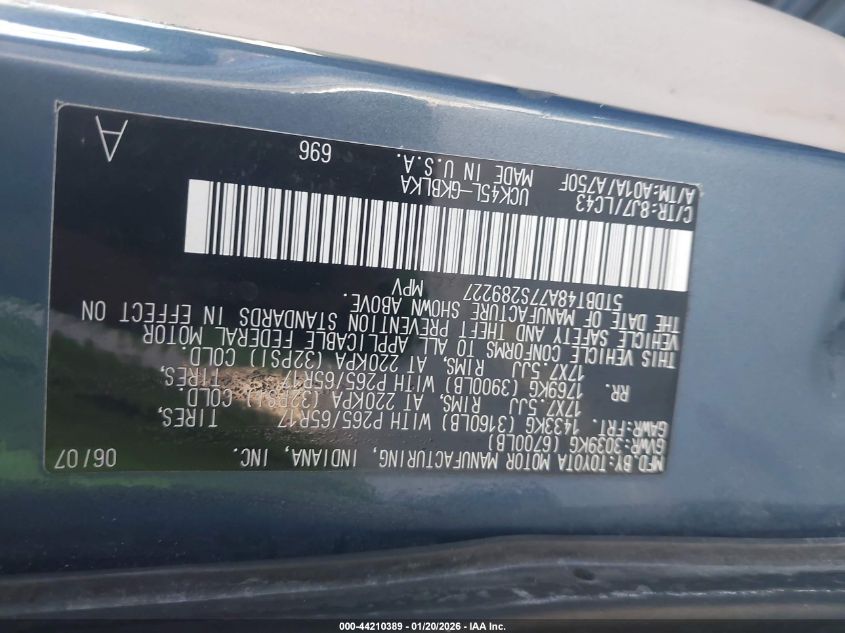 MFD.BY:TOYOTA MOTOR MANUFACTURING, INDIANA, INC. 06/07
GVWR:3039KG(6700LB)
GAWR:FRT. 1433KG(3160LB) WITH P265/65R17 TIRES,
17X7.5JJ RIMS, AT 220KPA(32PSI) COLD.
RR. 1769KG(3900LB) WITH P265/65R17 TIRES,
17X7.5JJ RIMS AT 220KPA(32PSI) COLD.
THIS VEHICLE CONFORMS TO ALL APPLICABLE FEDERAL MOTOR
VEHICLE SAFETY AND THEFT PREVENTION STANDARDS IN EFFECT ON
THE DATE OF MANUFACTURE SHOWN ABOVE.
5TDBT48A77S289227 MPV
C/TR:8J7/LC43 UCK45L-GKBLKA
A/TM:A01A/A750F MADE IN U.S.A.
696
A
000-44210389 | 01/20/2026 - IAA Inc.